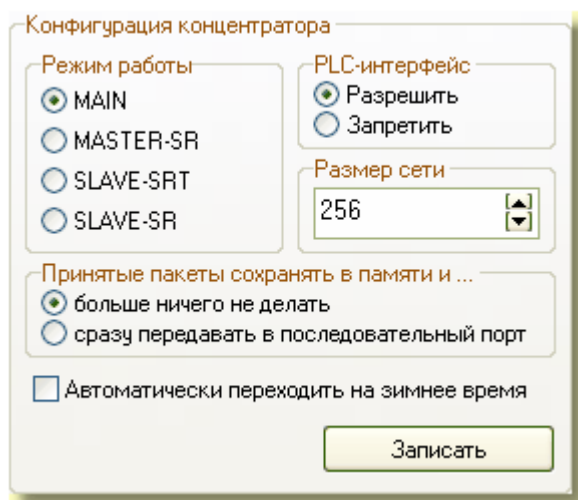 Конфигурация концентратора
Режим работы
MAIN
MASTER-SR
SLAVE-SRT
SLAVE-SR
PLC-интерфейс
Разрешить
Запретить
Размер сети
256
Принятые пакеты сохранять в памяти и ...
больше ничего не делать
сразу передавать в последовательный порт
Автоматически переходить на зимнее время
Записать